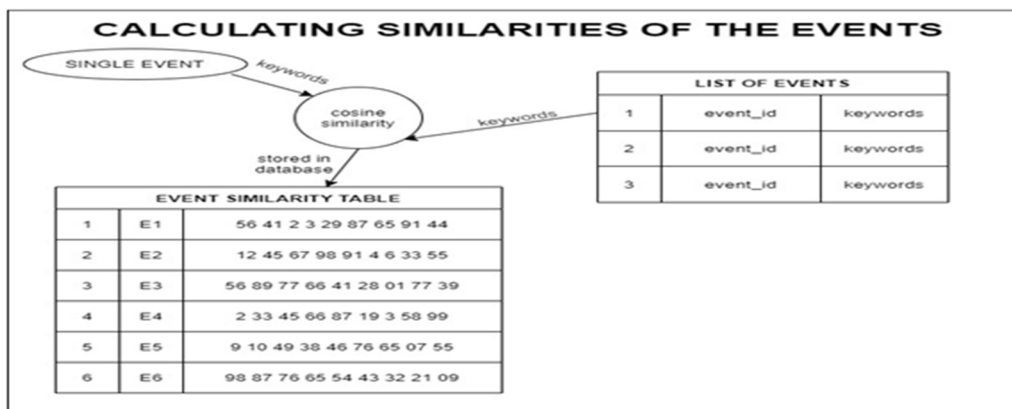 CALCULATING SIMILARITIES OF THE EVENTS
SINGLE EVENT
keywords
cosine
similarity
keywords
LIST OF EVENTS
1 event_id keywords
2 event_id keywords
3 event_id keywords
stored in
database
EVENT SIMILARITY TABLE
1 E1 56 41 2 3 29 87 65 91 44
2 E2 12 45 67 98 91 4 6 33 55
3 E3 56 89 77 66 41 28 01 77 39
4 E4 2 33 45 66 87 19 3 58 99
5 E5 9 10 49 38 46 76 65 07 55
6 E6 98 87 76 65 54 43 32 21 09